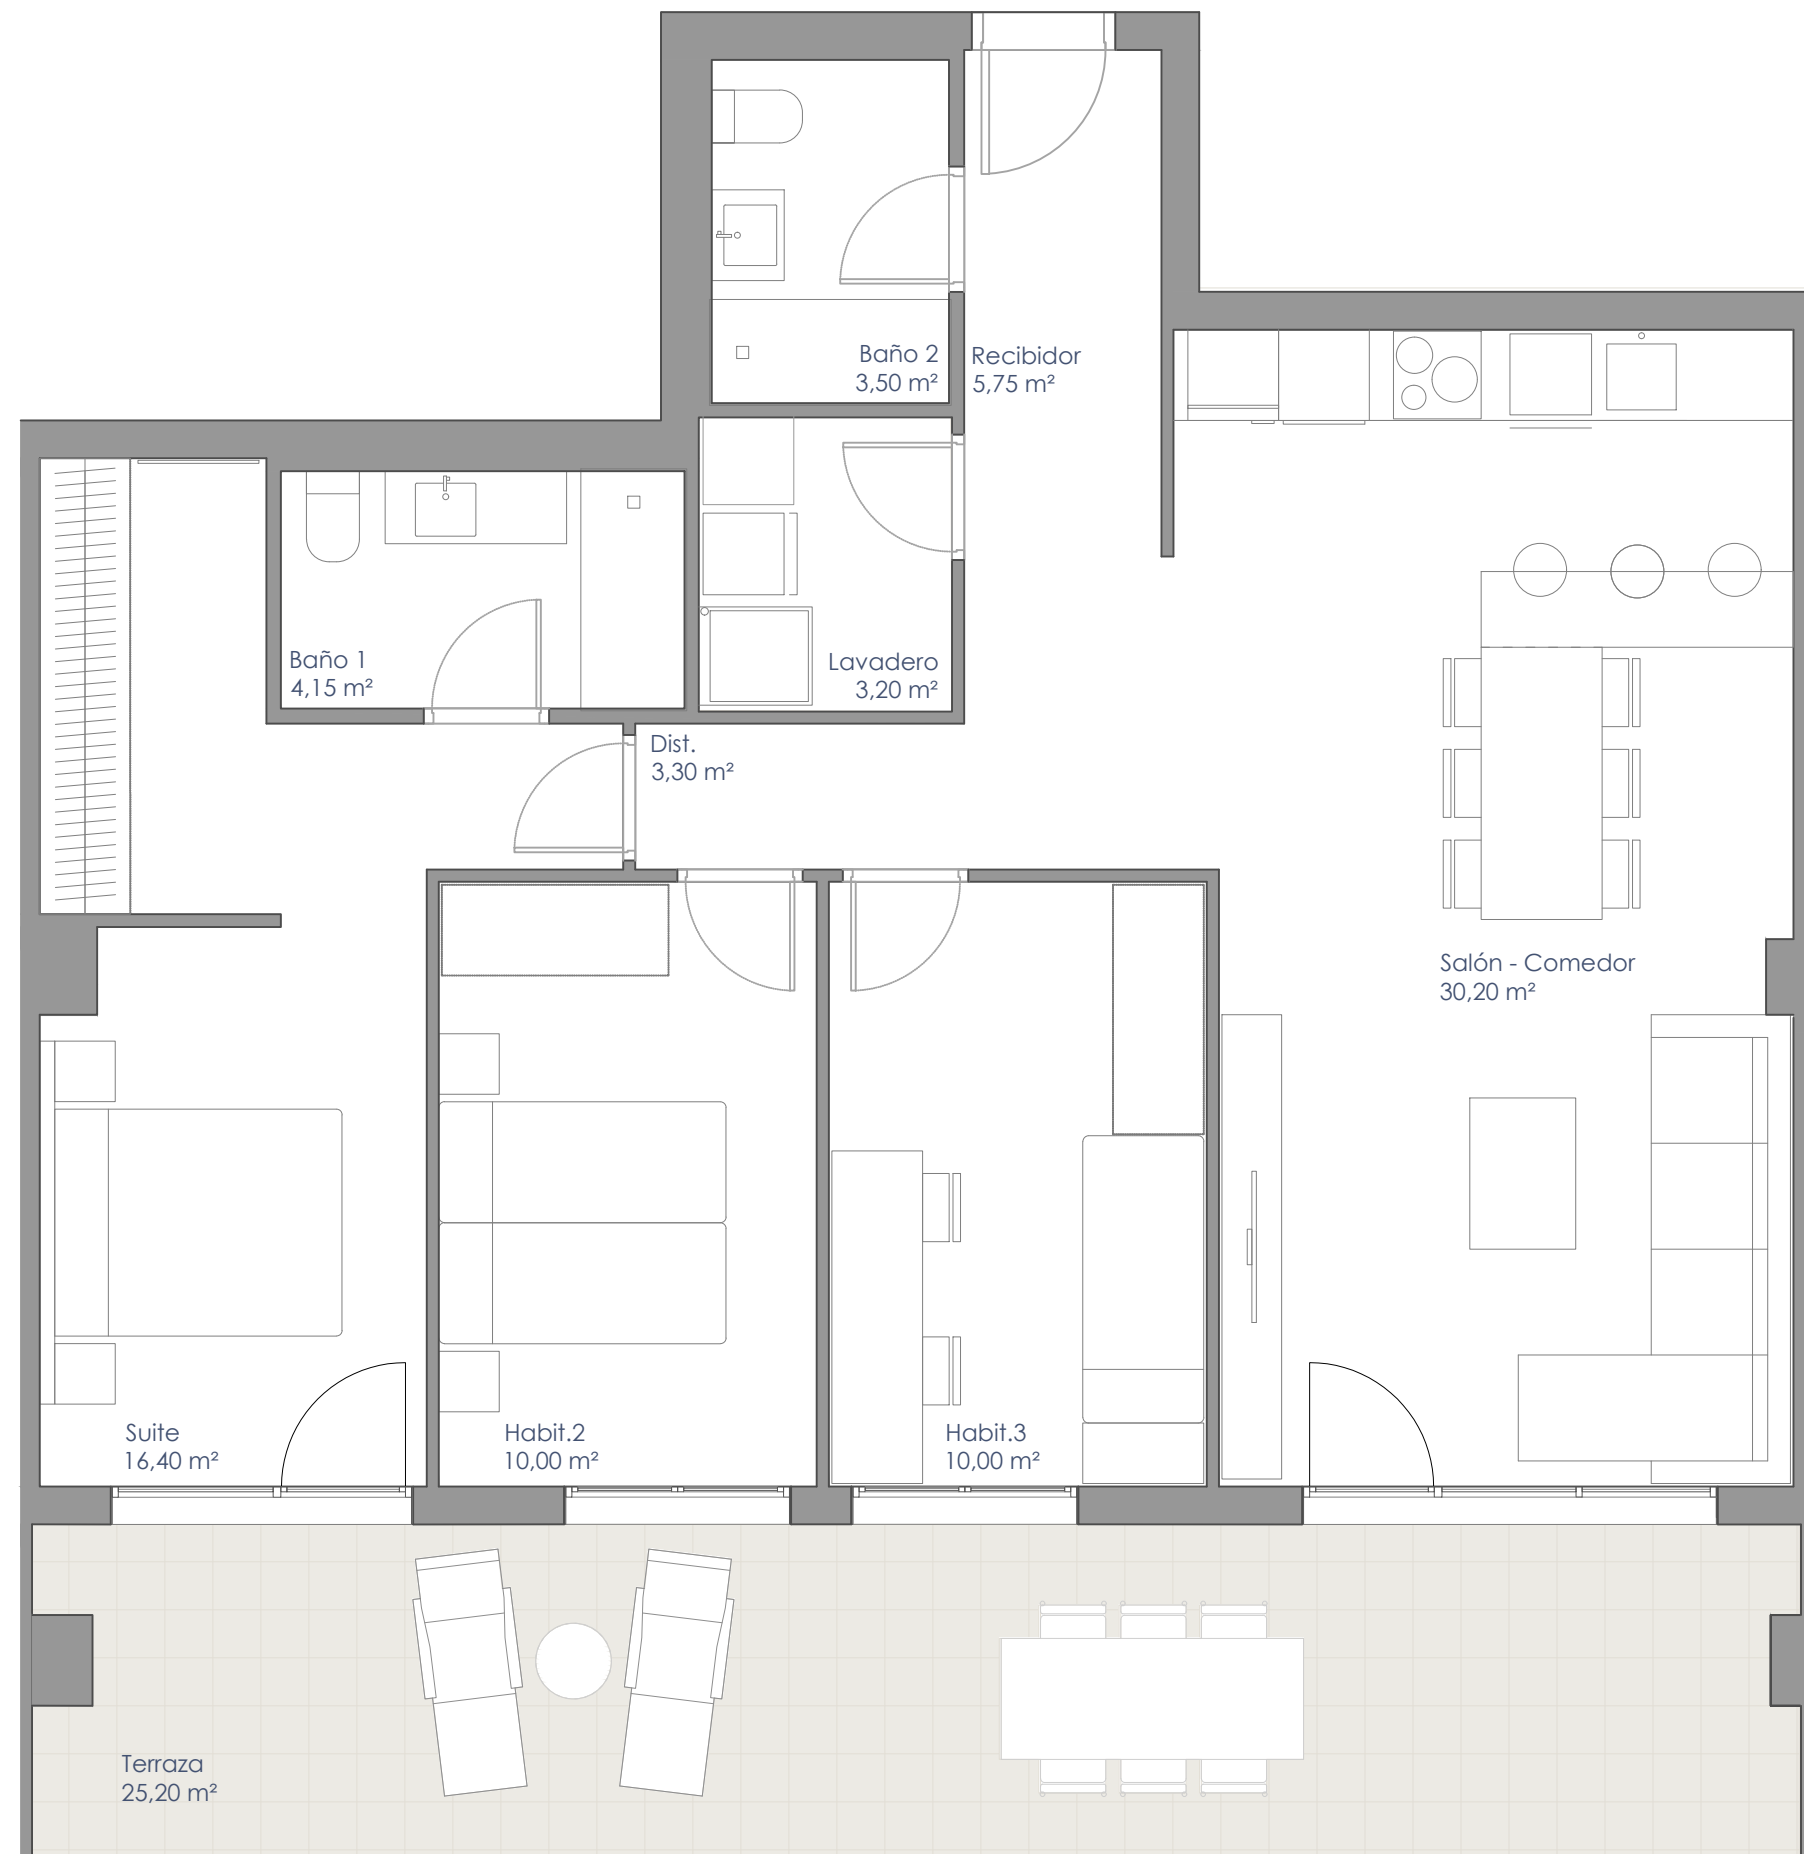 Baño 2
3,50 m²
Recibidor
5,75 m²
Baño 1
4,15 m²
Lavadero
3,20 m²
Dist.
3,30 m²
Salón - Comedor
30,20 m²
Suite
16,40 m²
Habit.2
10,00 m²
Habit.3
10,00 m²
Terraza
25,20 m²